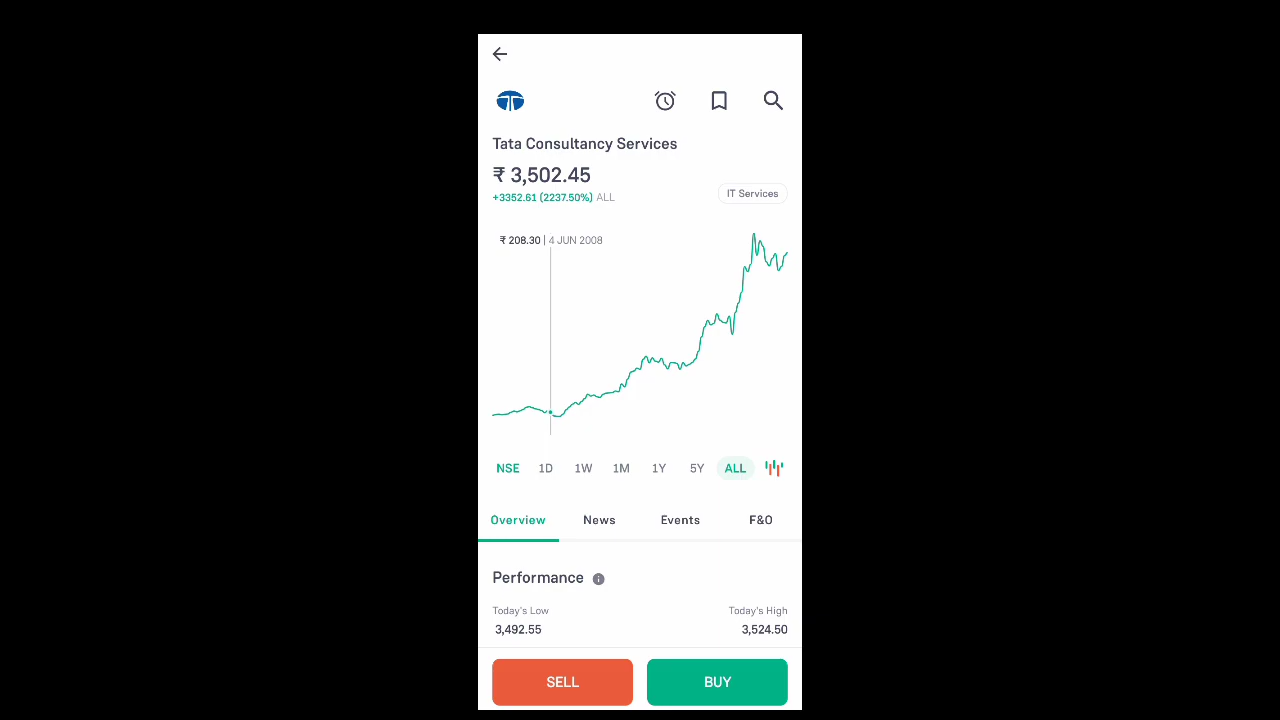 Tata Consultancy Services
₹ 3,502.45
+3352.61 (2237.50%) ALL
IT Services
₹ 208.30 | 4 JUN 2008
NSE 1D 1W 1M 1Y 5Y ALL
Overview News Events F&O
Performance
Today's Low Today's High
3,492.55 3,524.50
SELL BUY